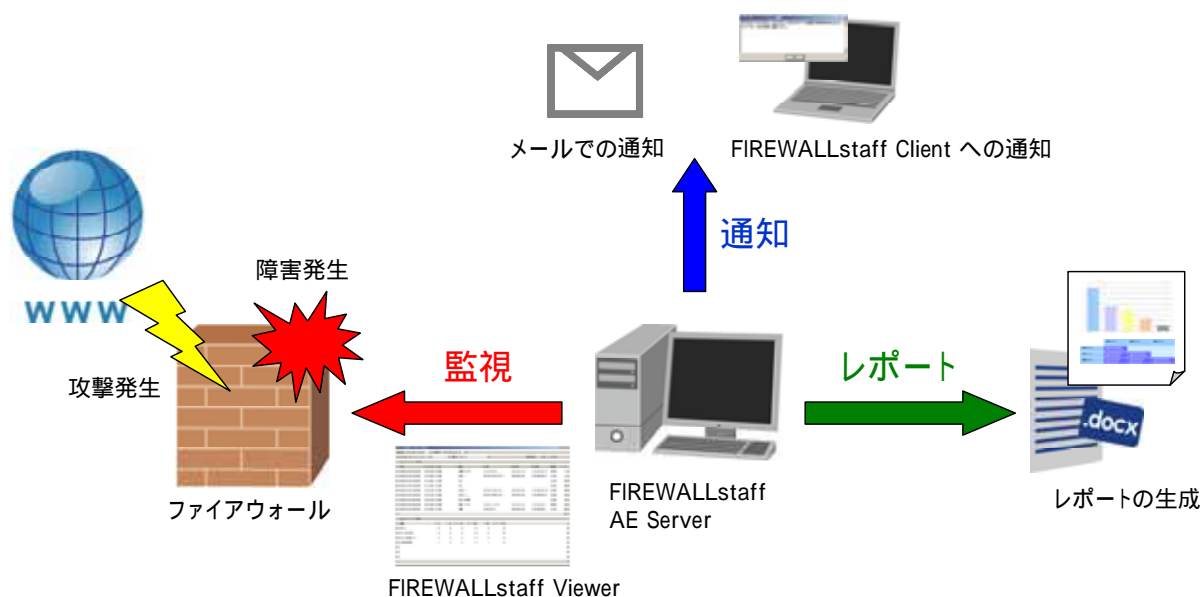 メールでの通知
FIREWALLstaff Client への通知
通知
WWW
障害発生
攻撃発生
監視
レポート
.docx
ファイアウォール
FIREWALLstaff
AE Server
レポートの生成
FIREWALLstaff Viewer